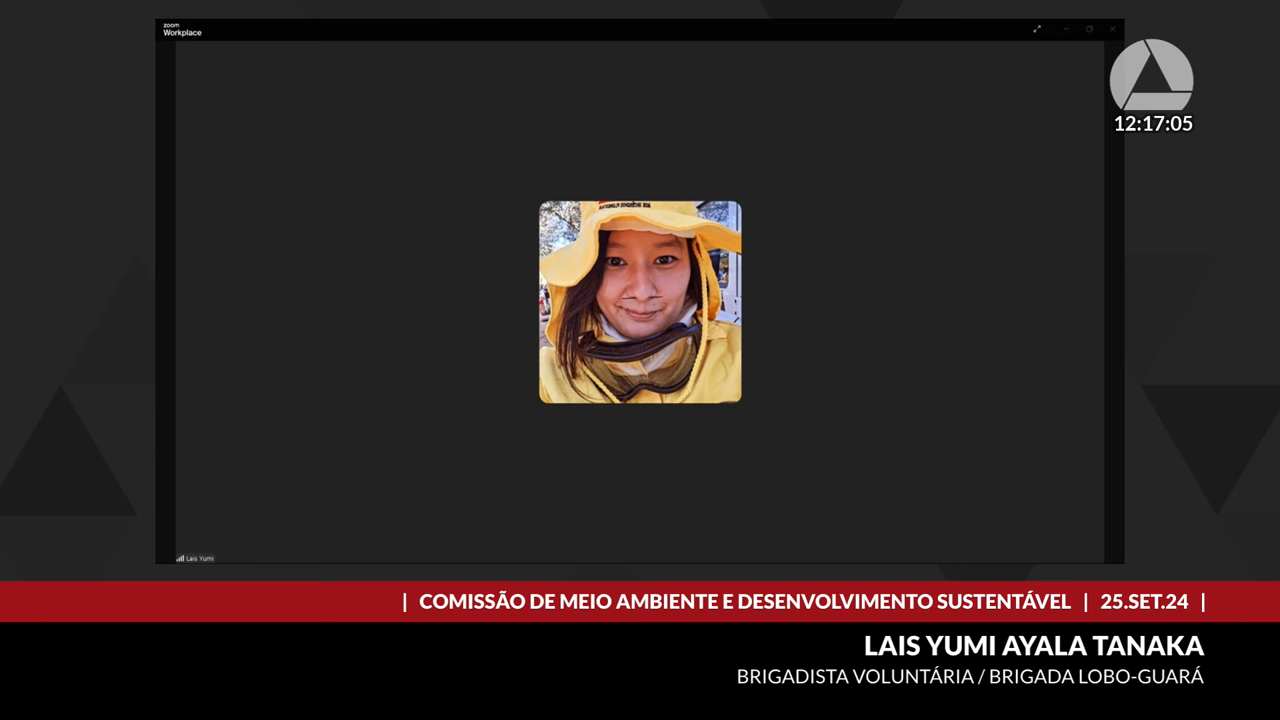 zoom
Workplace
12:17:05
Lais Yumi
| COMISSÃO DE MEIO AMBIENTE E DESENVOLVIMENTO SUSTENTÁVEL | 25.SET.24 |
LAIS YUMI AYALA TANAKA
BRIGADISTA VOLUNTÁRIA / BRIGADA LOBO-GUARÁ